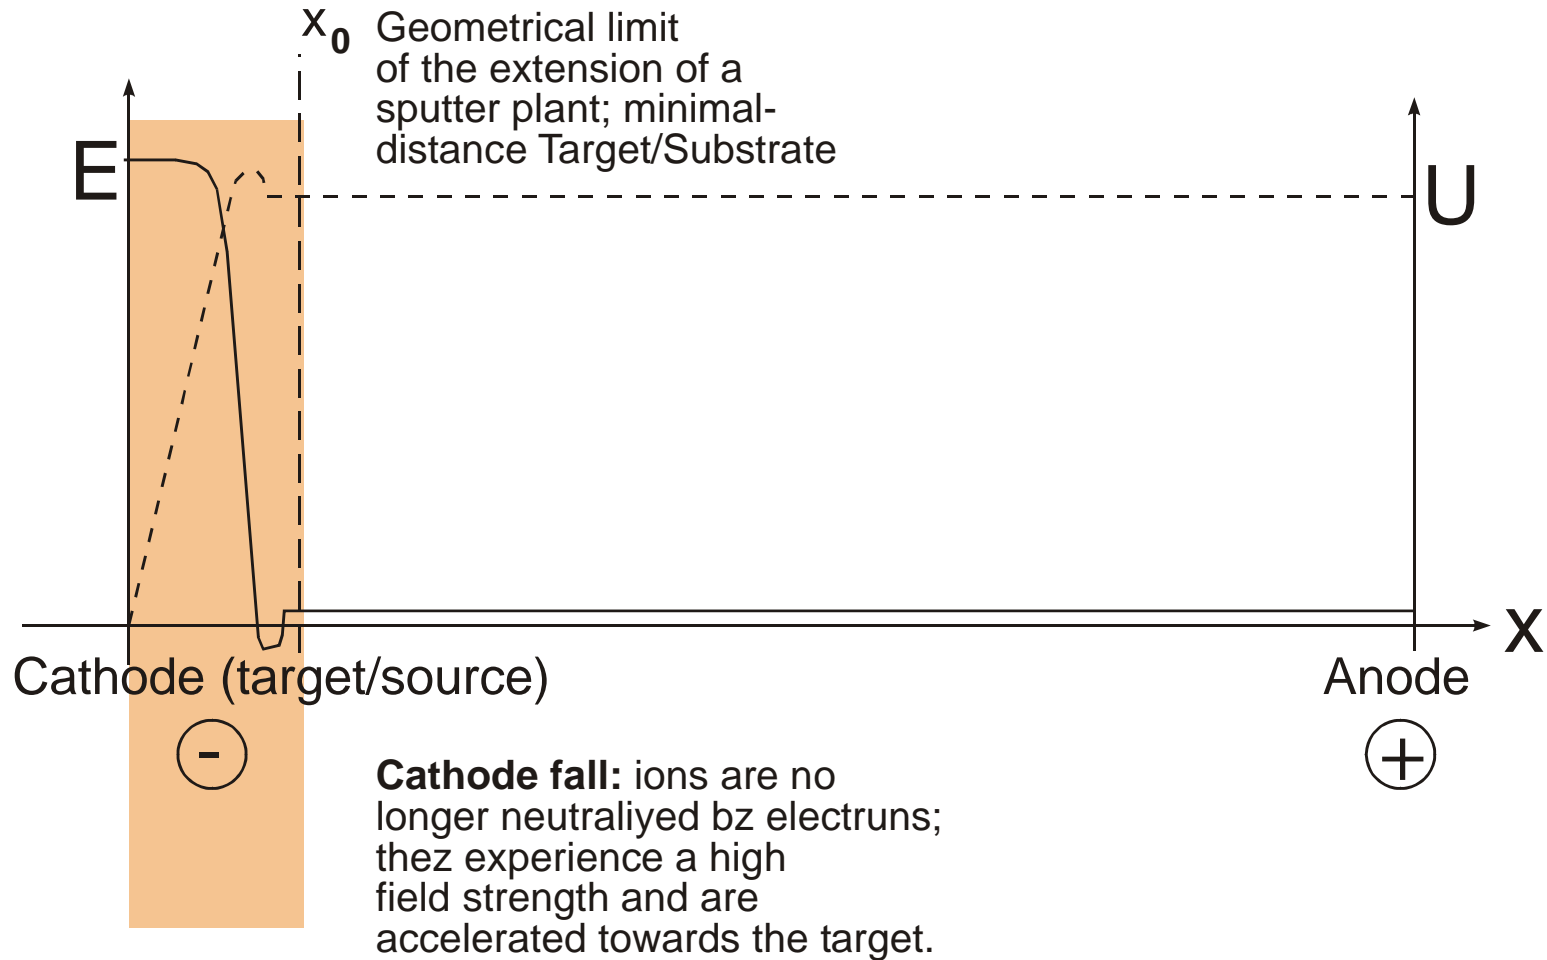 x₀
Geometrical limit
of the extension of a
sputter plant; minimal-
distance Target/Substrate
E
U
x
Cathode (target/source)
Anode
-
+
Cathode fall: ions are no
longer neutraliyed bz electruns;
thez experience a high
field strength and are
accelerated towards the target.